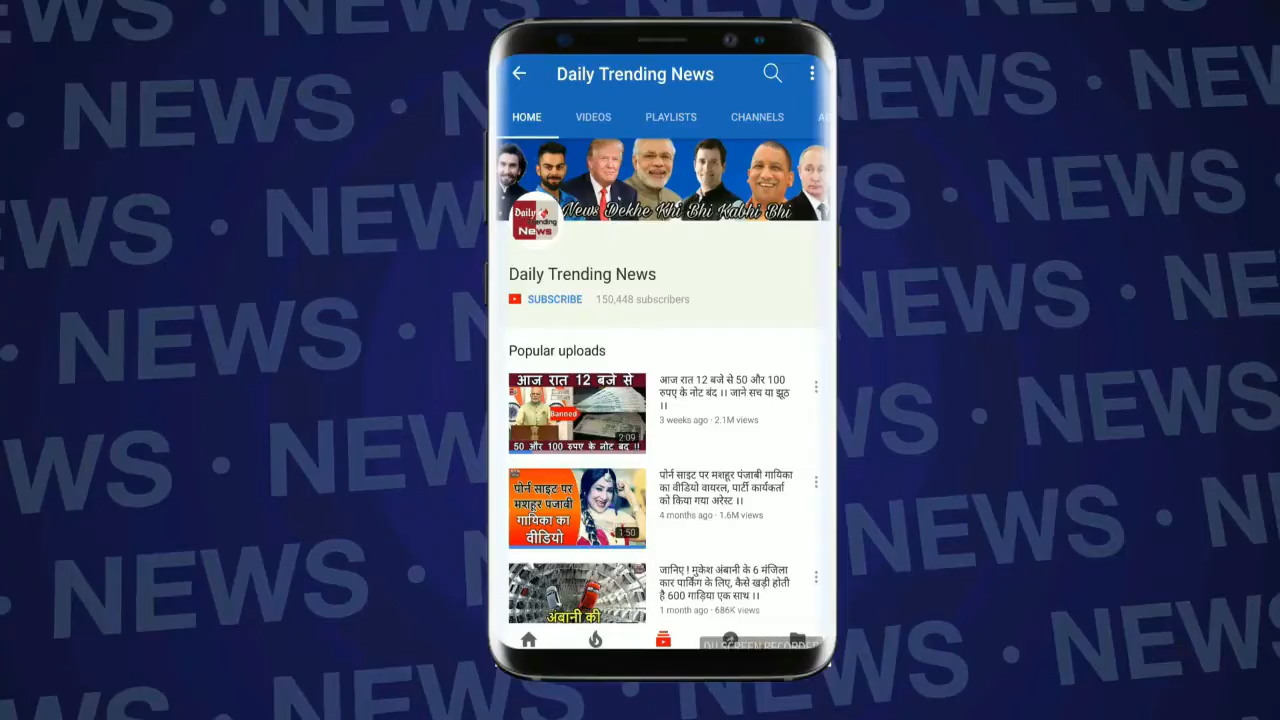 NEWS • NEWS • NEWS
Daily Trending News
HOME VIDEOS PLAYLISTS CHANNELS
News Dekhe Khi Bhi Kabhi Bhi
Daily
Trending
News
Daily Trending News
SUBSCRIBE 150,448 subscribers
Popular uploads
आज रात 12 बजे से
Banned
2:09
50 और 100 रुपए के नोट बद !!
आज रात 12 बजे से 50 और 100
रुपए के नोट बंद ।। जाने सच या झूठ
।।
3 weeks ago · 2.1M views
पोर्न साइट पर
मशहूर पंजाबी
गायिका का
वीडियो
1:50
पोर्न साइट पर मशहूर पंजाबी गायिका
का वीडियो वायरल, पार्टी कार्यकर्ता
को किया गया अरेस्ट ।।
4 months ago · 1.6M views
अंबानी की
जानिए ! मुकेश अंबानी के 6 मंजिला
कार पार्किंग के लिए, कैसे खड़ी होती
है 600 गाड़िया एक साथ ।।
1 month ago · 686K views
DU SCREEN RECORDER